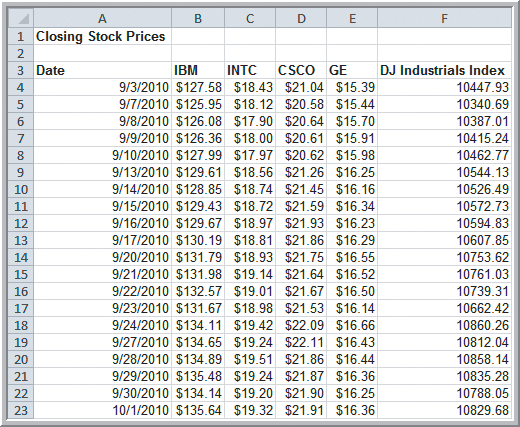 A B C D E F
1 Closing Stock Prices
2
3 Date IBM INTC CSCO GE DJ Industrials Index
4 9/3/2010 $127.58 $18.43 $21.04 $15.39 10447.93
5 9/7/2010 $125.95 $18.12 $20.58 $15.44 10340.69
6 9/8/2010 $126.08 $17.90 $20.64 $15.70 10387.01
7 9/9/2010 $126.36 $18.00 $20.61 $15.91 10415.24
8 9/10/2010 $127.99 $17.97 $20.62 $15.98 10462.77
9 9/13/2010 $129.61 $18.56 $21.26 $16.25 10544.13
10 9/14/2010 $128.85 $18.74 $21.45 $16.16 10526.49
11 9/15/2010 $129.43 $18.72 $21.59 $16.34 10572.73
12 9/16/2010 $129.67 $18.97 $21.93 $16.23 10594.83
13 9/17/2010 $130.19 $18.81 $21.86 $16.29 10607.85
14 9/20/2010 $131.79 $18.93 $21.75 $16.55 10753.62
15 9/21/2010 $131.98 $19.14 $21.64 $16.52 10761.03
16 9/22/2010 $132.57 $19.01 $21.67 $16.50 10739.31
17 9/23/2010 $131.67 $18.98 $21.53 $16.14 10662.42
18 9/24/2010 $134.11 $19.42 $22.09 $16.66 10860.26
19 9/27/2010 $134.65 $19.24 $22.11 $16.43 10812.04
20 9/28/2010 $134.89 $19.51 $21.86 $16.44 10858.14
21 9/29/2010 $135.48 $19.24 $21.87 $16.36 10835.28
22 9/30/2010 $134.14 $19.20 $21.90 $16.25 10788.05
23 10/1/2010 $135.64 $19.32 $21.91 $16.36 10829.68